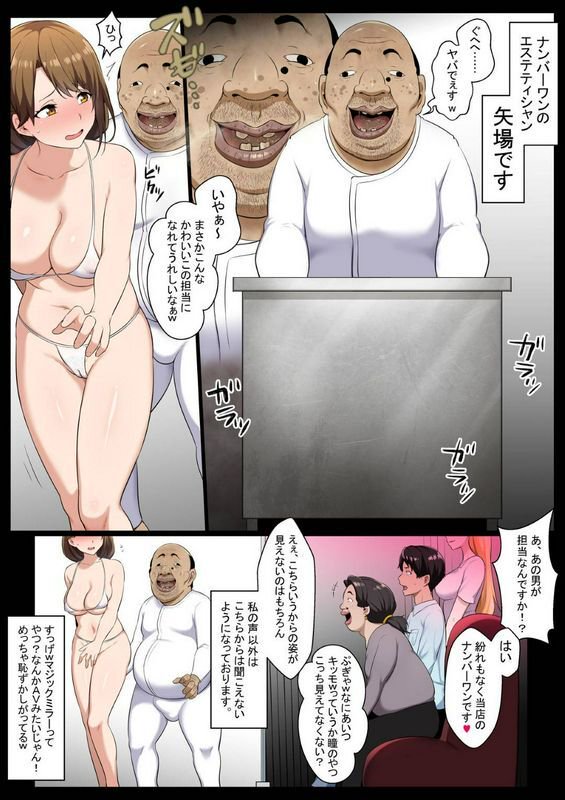 ナンバーワンの
エステティシャン
矢場です
ぐへ……
ヤバでえすｗ
ひっ
ビクッ
いやぁ～
まさかこんな
かわいいこの担当に
なれてうれしいなぁｗ
ガラッ
ガラッ
あ、あの男が
担当なんですか！？
はい
紛れもなく当店の
ナンバーワンです♥
ええ、こちらいうからの姿が
見えないのはもちろん
私の声以外は
こちらからは聞こえない
ようになっております。
ぶぎゃｗなにあいつ
キッモｗっていうか瞳のやつ
こっち見えてなくない？
すっげｗマジックミラーって
やつ？なんかAVみたいじゃん！
めっちゃ恥ずかしがってるｗ